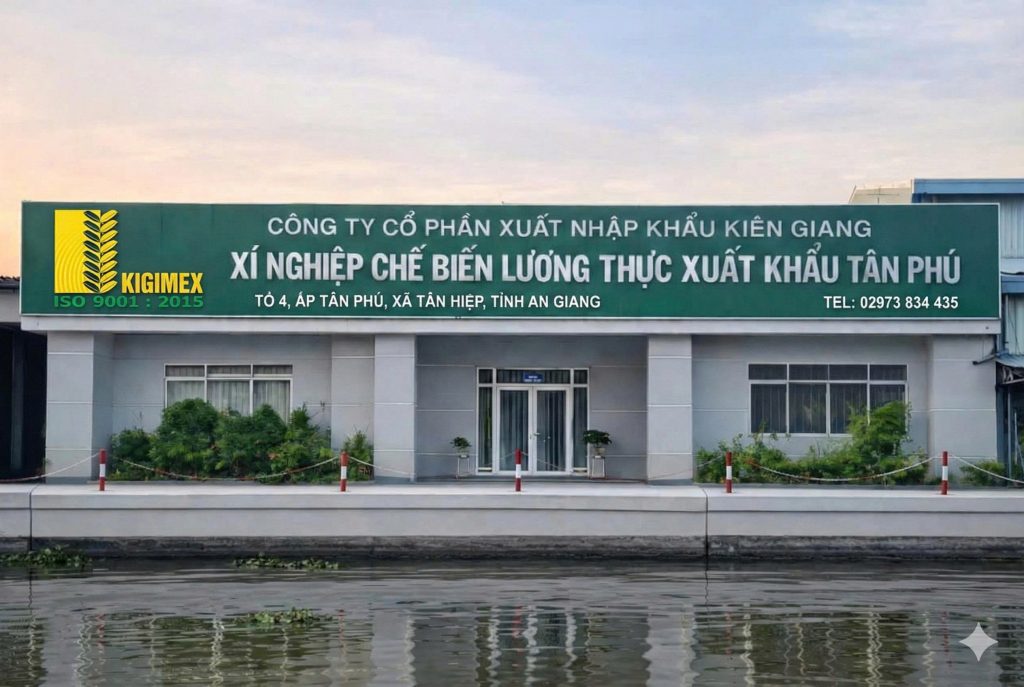 CÔNG TY CỔ PHẦN XUẤT NHẬP KHẨU KIÊN GIANG
XÍ NGHIỆP CHẾ BIẾN LƯƠNG THỰC XUẤT KHẨU TÂN PHÚ
KIGIMEX
ISO 9001 : 2015
TỔ 4, ẤP TÂN PHÚ, XÃ TÂN HIỆP, TỈNH AN GIANG
TEL: 02973 834 435